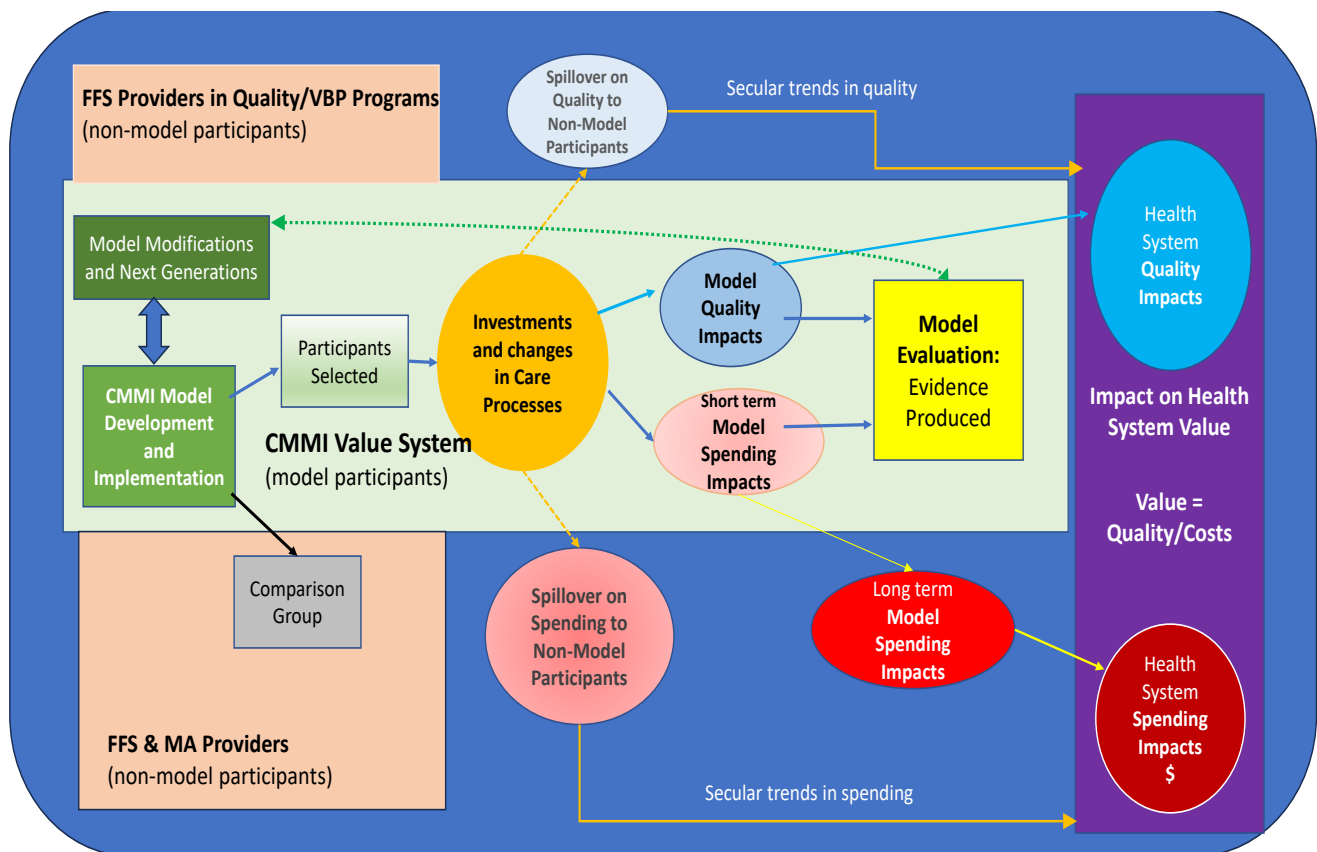 FFS Providers in Quality/VBP Programs
(non-model participants)
Spillover on
Quality to
Non-Model
Participants
Secular trends in quality
Model Modifications
and Next Generations
Participants
Selected
CMMI Model
Development
and
Implementation
CMMI Value System
(model participants)
Investments
and changes
in Care
Processes
Model
Quality
Impacts
Short term
Model
Spending
Impacts
Model
Evaluation:
Evidence
Produced
Health
System
Quality
Impacts
Impact on Health
System Value
Value =
Quality/Costs
Comparison
Group
Spillover on
Spending to
Non-Model
Participants
Long term
Model
Spending
Impacts
Health
System
Spending
Impacts
$
FFS & MA Providers
(non-model participants)
Secular trends in spending